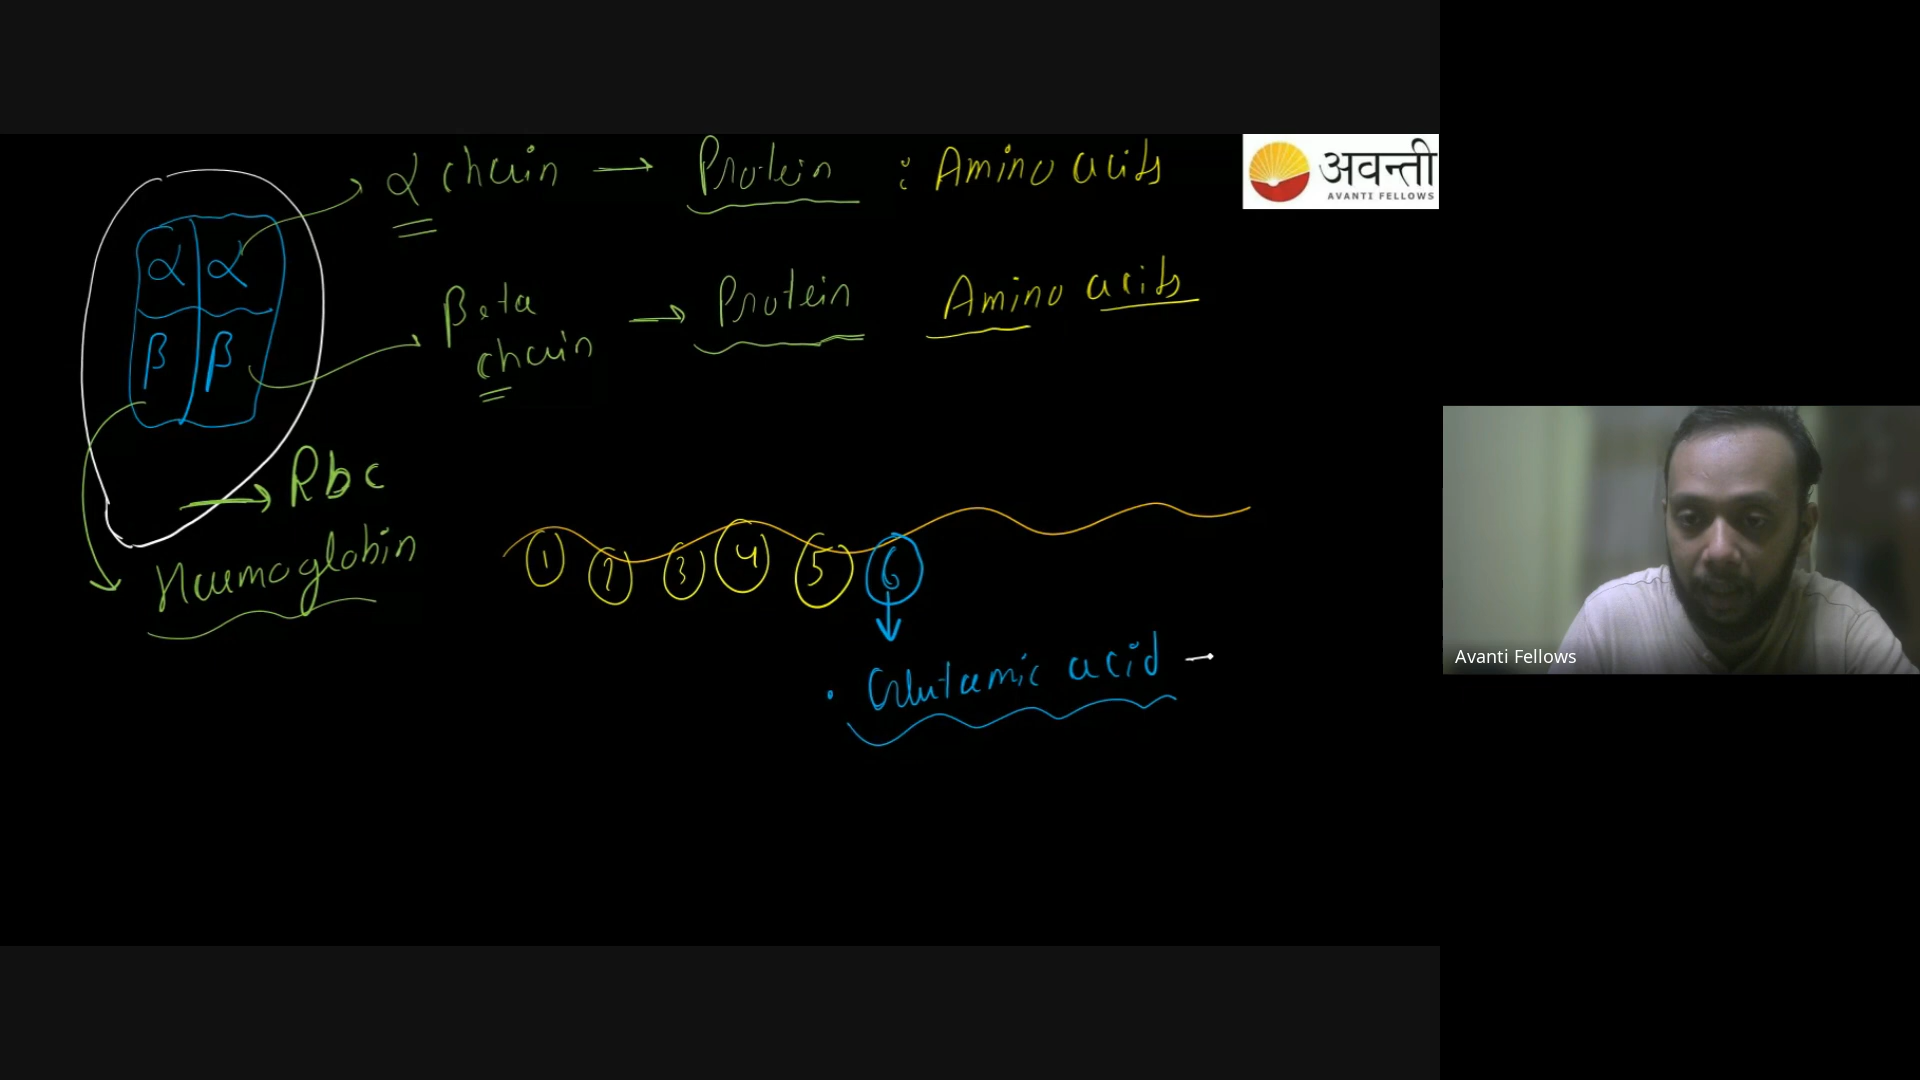 α chain → Protein : Amino acids
अवन्ती
AVANTI FELLOWS
α α
β β
Beta chain → Protein Amino acids
→ Rbc
Haemoglobin
1 2 3 4 5 6
Glutamic acid →
Avanti Fellows